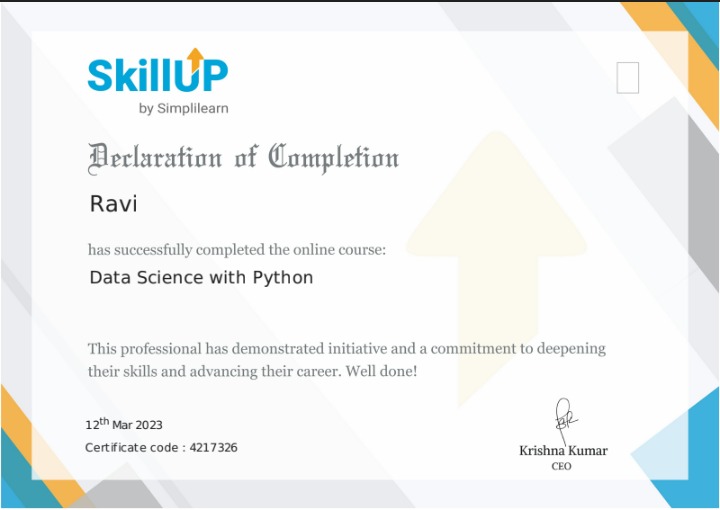 SkillUP
by Simplilearn
Declaration of Completion
Ravi
has successfully completed the online course:
Data Science with Python
This professional has demonstrated initiative and a commitment to deepening
their skills and advancing their career. Well done!
12th Mar 2023
Certificate code : 4217326
Krishna Kumar
CEO